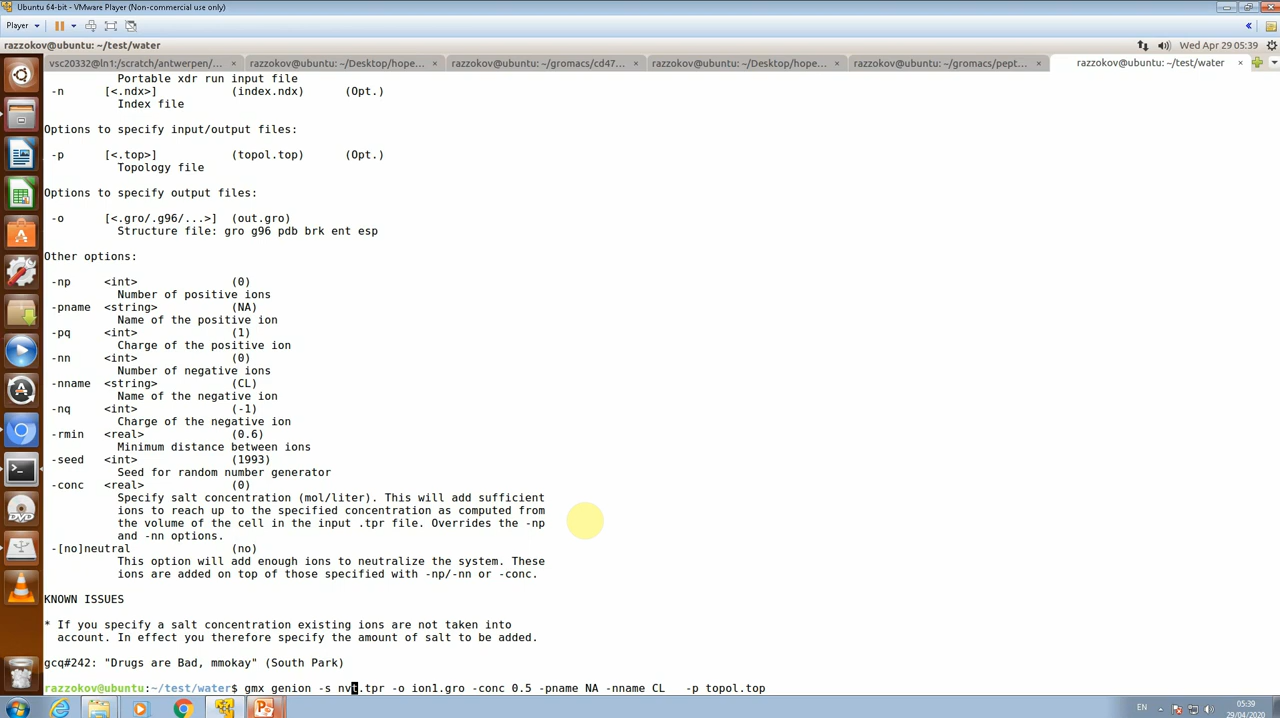 Ubuntu 64-bit - VMware Player (Non-commercial use only)
Player
razzokov@ubuntu: ~/test/water
Wed Apr 29 05:39
vsc20332@ln1:/scratch/antwerpen/... × razzokov@ubuntu: ~/Desktop/hope... × razzokov@ubuntu: ~/gromacs/cd47... × razzokov@ubuntu: ~/Desktop/hope... × razzokov@ubuntu: ~/gromacs/pept... × razzokov@ubuntu: ~/test/water ×
Portable xdr run input file
-n [<.ndx>] (index.ndx) (Opt.)
Index file
Options to specify input/output files:
-p [<.top>] (topol.top) (Opt.)
Topology file
Options to specify output files:
-o [<.gro/.g96/...>] (out.gro)
Structure file: gro g96 pdb brk ent esp
Other options:
-np <int> (0)
Number of positive ions
-pname <string> (NA)
Name of the positive ion
-pq <int> (1)
Charge of the positive ion
-nn <int> (0)
Number of negative ions
-nname <string> (CL)
Name of the negative ion
-nq <int> (-1)
Charge of the negative ion
-rmin <real> (0.6)
Minimum distance between ions
-seed <int> (1993)
Seed for random number generator
-conc <real> (0)
Specify salt concentration (mol/liter). This will add sufficient
ions to reach up to the specified concentration as computed from
the volume of the cell in the input .tpr file. Overrides the -np
and -nn options.
-[no]neutral (no)
This option will add enough ions to neutralize the system. These
ions are added on top of those specified with -np/-nn or -conc.
KNOWN ISSUES
* If you specify a salt concentration existing ions are not taken into
account. In effect you therefore specify the amount of salt to be added.
gcq#242: "Drugs are Bad, mmokay" (South Park)
razzokov@ubuntu:~/test/water$ gmx genion -s nvt.tpr -o ion1.gro -conc 0.5 -pname NA -nname CL -p topol.top
EN
05:39
29/04/2020